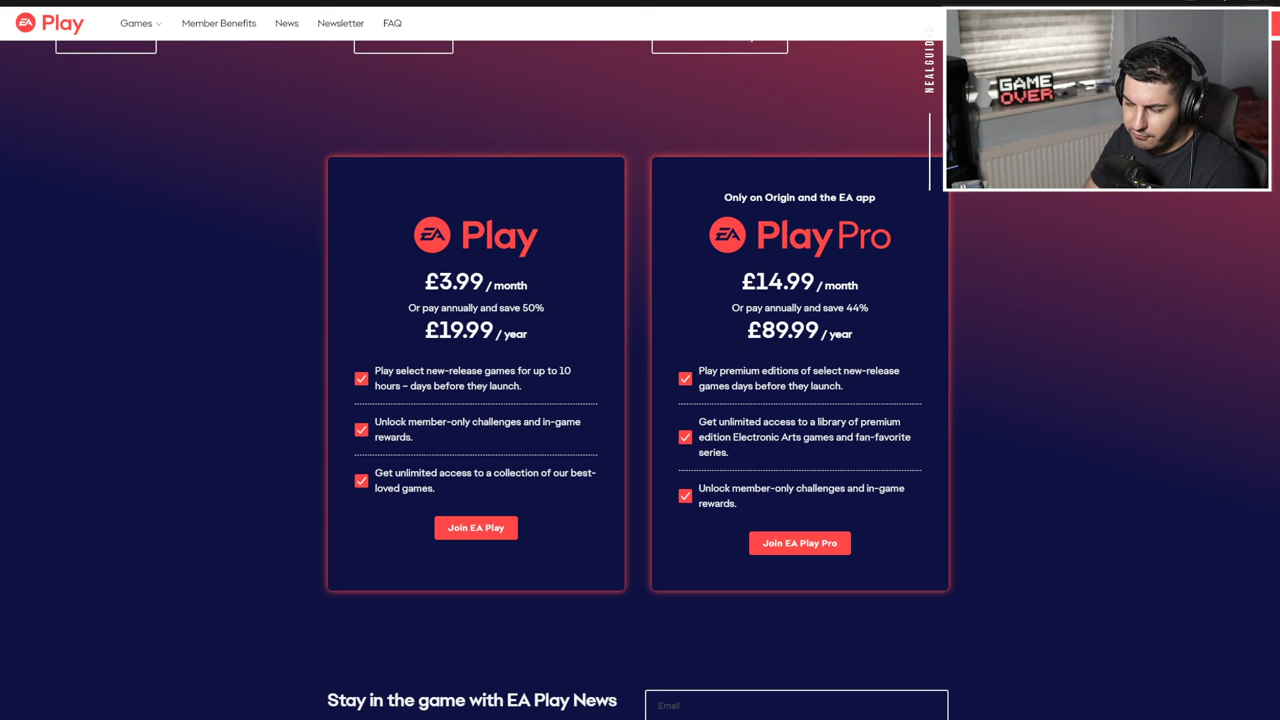 EA Play
Games
Member Benefits
News
Newsletter
FAQ
NEALGUID
GAME
OVER
EA Play
£3.99 / month
Or pay annually and save 50%
£19.99 / year
Play select new-release games for up to 10
hours – days before they launch.
Unlock member-only challenges and in-game
rewards.
Get unlimited access to a collection of our best-
loved games.
Join EA Play
Only on Origin and the EA app
EA Play Pro
£14.99 / month
Or pay annually and save 44%
£89.99 / year
Play premium editions of select new-release
games days before they launch.
Get unlimited access to a library of premium
edition Electronic Arts games and fan-favorite
series.
Unlock member-only challenges and in-game
rewards.
Join EA Play Pro
Stay in the game with EA Play News
Email